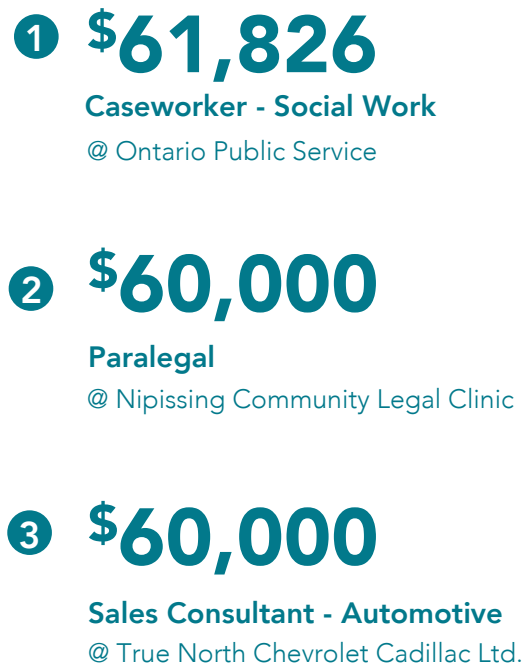 1 $61,826
Caseworker - Social Work
@ Ontario Public Service
2 $60,000
Paralegal
@ Nipissing Community Legal Clinic
3 $60,000
Sales Consultant - Automotive
@ True North Chevrolet Cadillac Ltd.